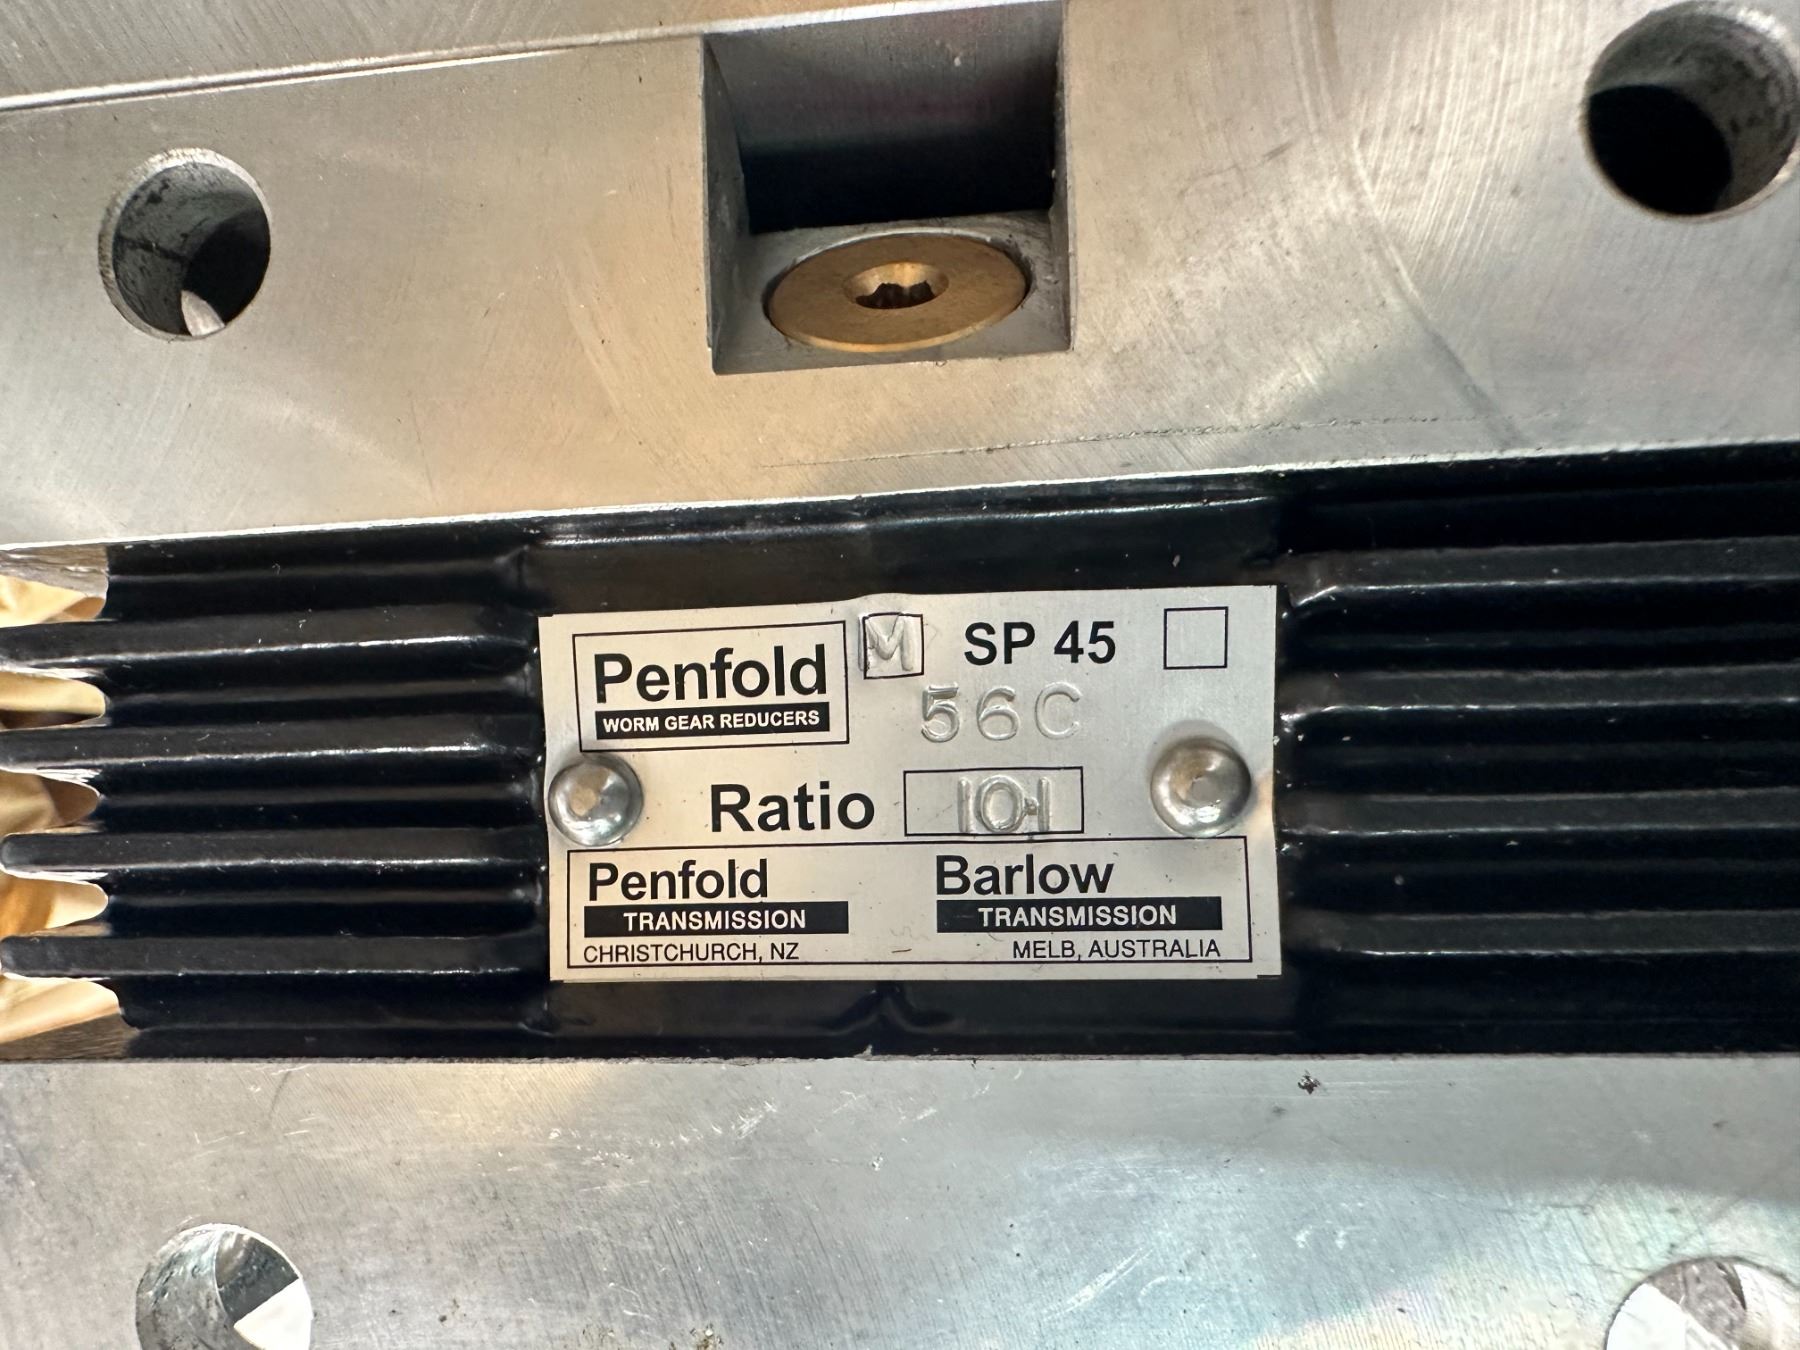 Penfold
WORM GEAR REDUCERS
M SP 45
56C
Ratio 10:1
Penfold
TRANSMISSION
CHRISTCHURCH, NZ
Barlow
TRANSMISSION
MELB, AUSTRALIA